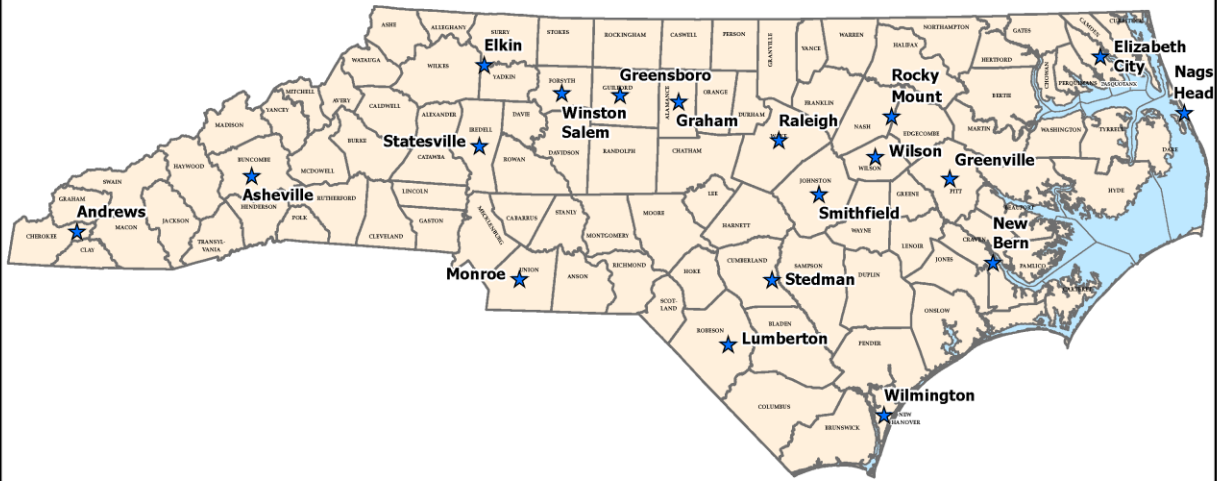 ASHE
ALLEGHANY
SURRY
STOKES
ROCKINGHAM
CASWELL
PERSON
GRANVILLE
VANCE
WARREN
NORTHAMPTON
GATES
CAMDEN
CURRITUCK
HALIFAX
HERTFORD
Elkin
Elizabeth
City
WATAUGA
WILKES
YADKIN
FORSYTH
GUILFORD
Greensboro
ALAMANCE
ORANGE
DURHAM
FRANKLIN
Rocky
Mount
BERTIE
CHOWAN
PERQUIMANS
PASQUOTANK
Nags
Head
MITCHELL
AVERY
CALDWELL
ALEXANDER
IREDELL
DAVIE
Winston
Salem
Graham
Raleigh
NASH
EDGECOMBE
MARTIN
WASHINGTON
TYRRELL
DARE
MADISON
YANCEY
BURKE
Statesville
CATAWBA
ROWAN
DAVIDSON
RANDOLPH
CHATHAM
Wilson
WILSON
Greenville
HAYWOOD
BUNCOMBE
MCDOWELL
SWAIN
GRAHAM
Asheville
HENDERSON
RUTHERFORD
LINCOLN
LEE
JOHNSTON
GREENE
PITT
HYDE
Andrews
CHEROKEE
CLAY
MACON
JACKSON
TRANSYL-
VANIA
POLK
CLEVELAND
GASTON
MECKLENBURG
CABARRUS
STANLY
MONTGOMERY
MOORE
HARNETT
Smithfield
WAYNE
LENOIR
BEAUFORT
CRAVEN
New
Bern
JONES
PAMLICO
Monroe
UNION
ANSON
RICHMOND
HOKE
CUMBERLAND
SAMPSON
Stedman
DUPLIN
CARTERET
SCOT-
LAND
ROBESON
BLADEN
Lumberton
ONSLOW
PENDER
COLUMBUS
Wilmington
NEW
HANOVER
BRUNSWICK